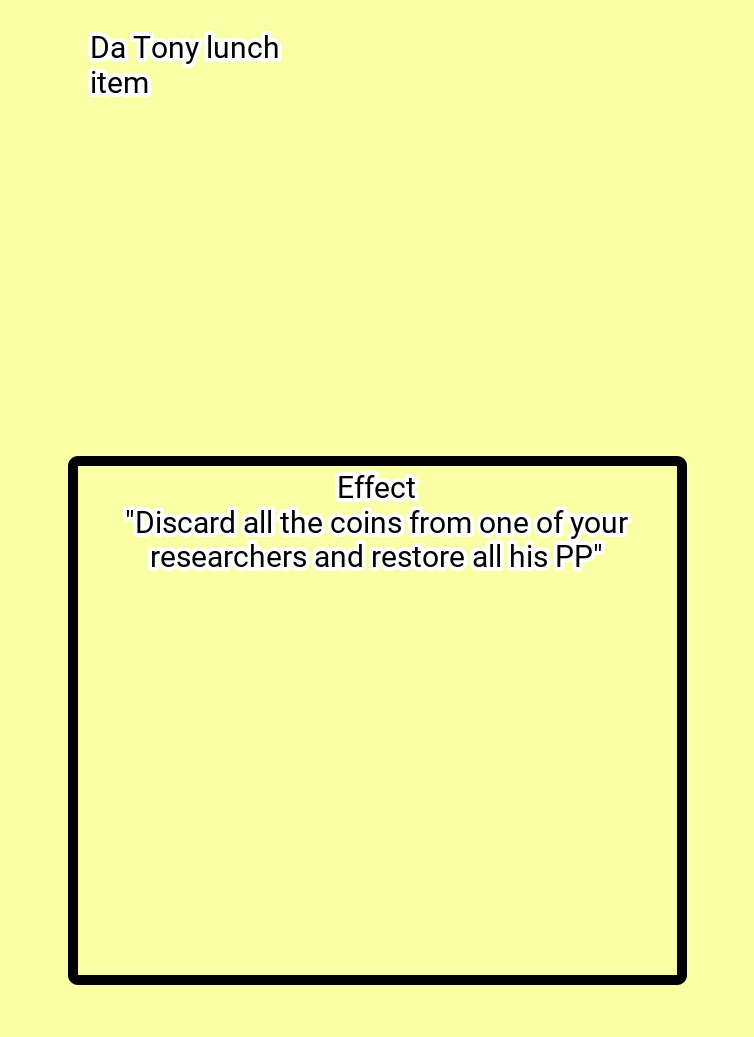 Da Tony lunch
item
Effect
"Discard all the coins from one of your
researchers and restore all his PP"